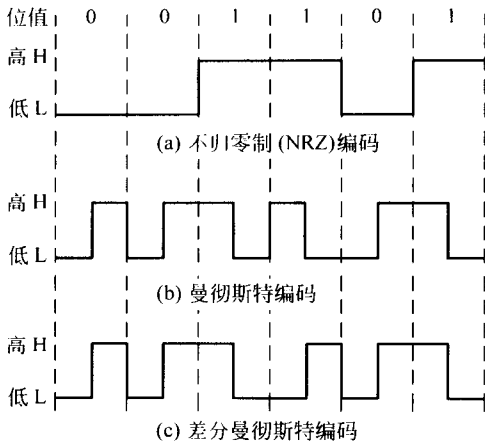 位值 0 0 1 1 0 1
高 H
低 L
(a) 不归零制 (NRZ)编码
高 H
低 L
(b) 曼彻斯特编码
高 H
低 L
(c) 差分曼彻斯特编码